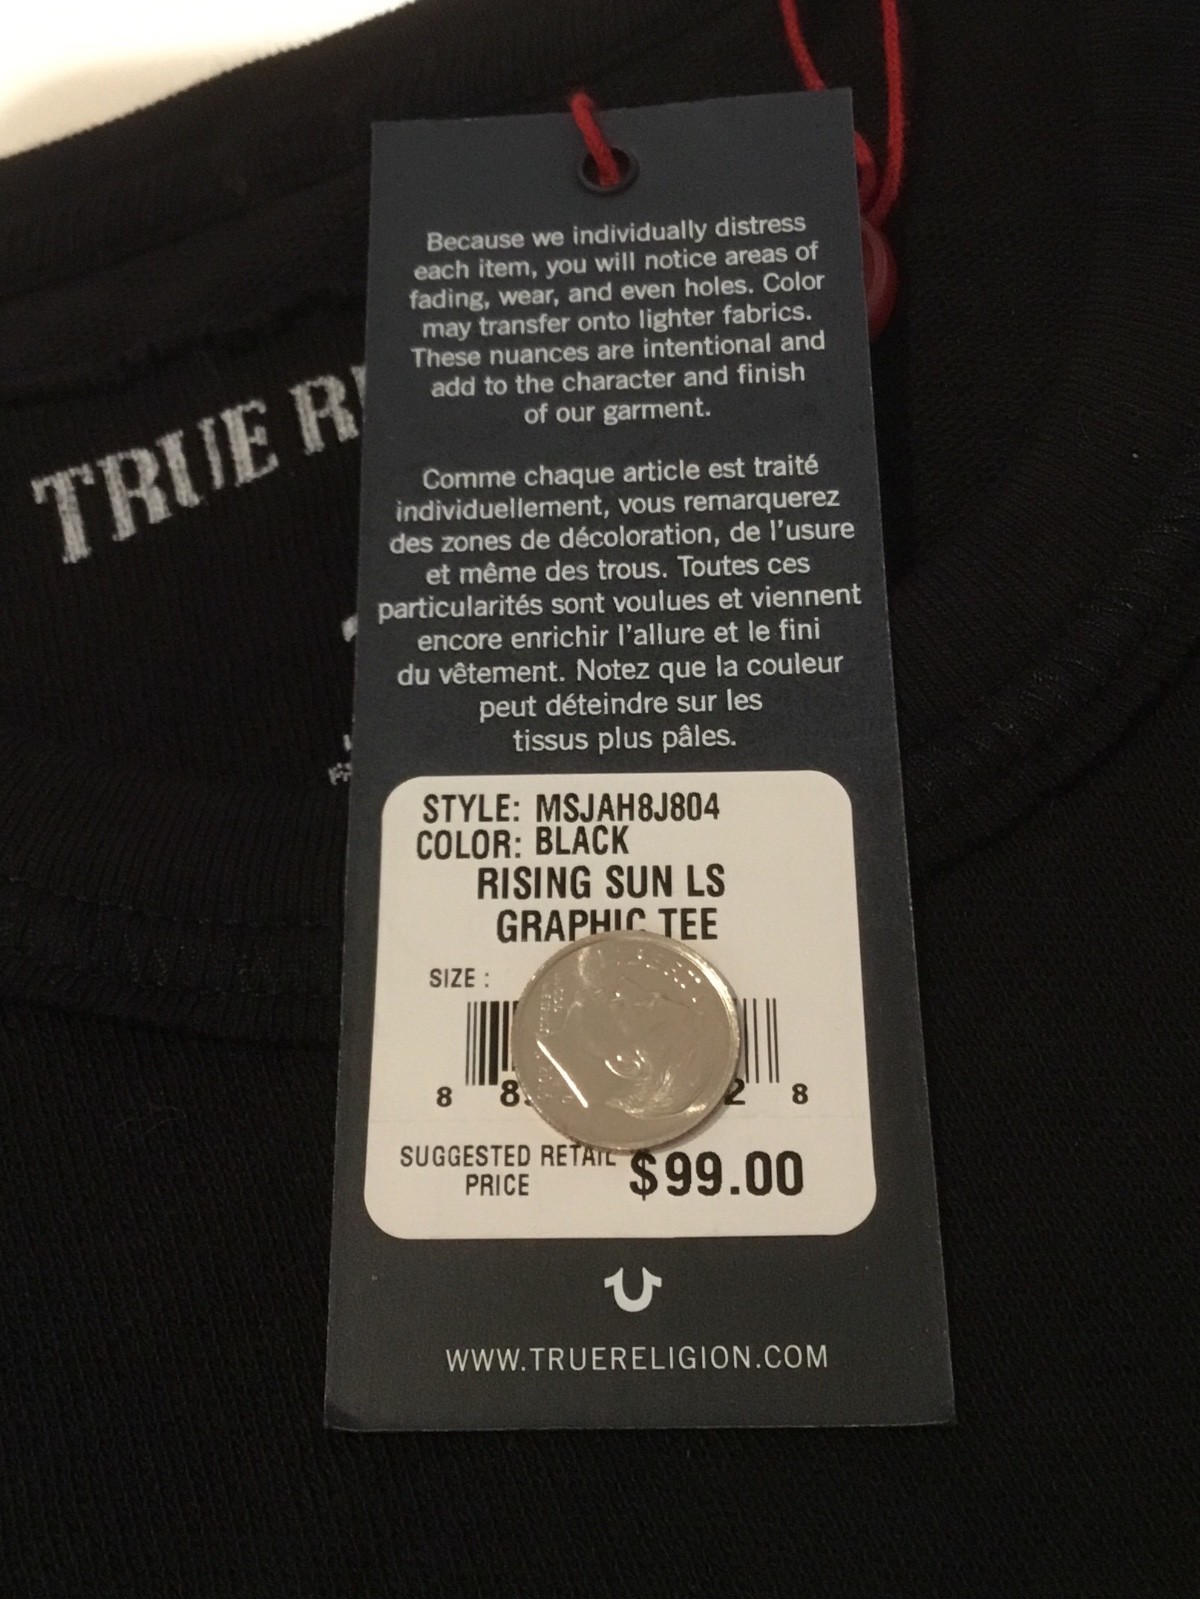 Because we individually distress
each item, you will notice areas of
fading, wear, and even holes. Color
may transfer onto lighter fabrics.
These nuances are intentional and
add to the character and finish
of our garment.
Comme chaque article est traité
individuellement, vous remarquerez
des zones de décoloration, de l'usure
et même des trous. Toutes ces
particularités sont voulues et viennent
encore enrichir l'allure et le fini
du vêtement. Notez que la couleur
peut déteindre sur les
tissus plus pâles.
TRUE
STYLE: MSJAH8J804
COLOR: BLACK
RISING SUN LS
GRAPHIC TEE
SIZE :
8 8 2 8
SUGGESTED RETAIL $99.00
PRICE
WWW.TRUERELIGION.COM